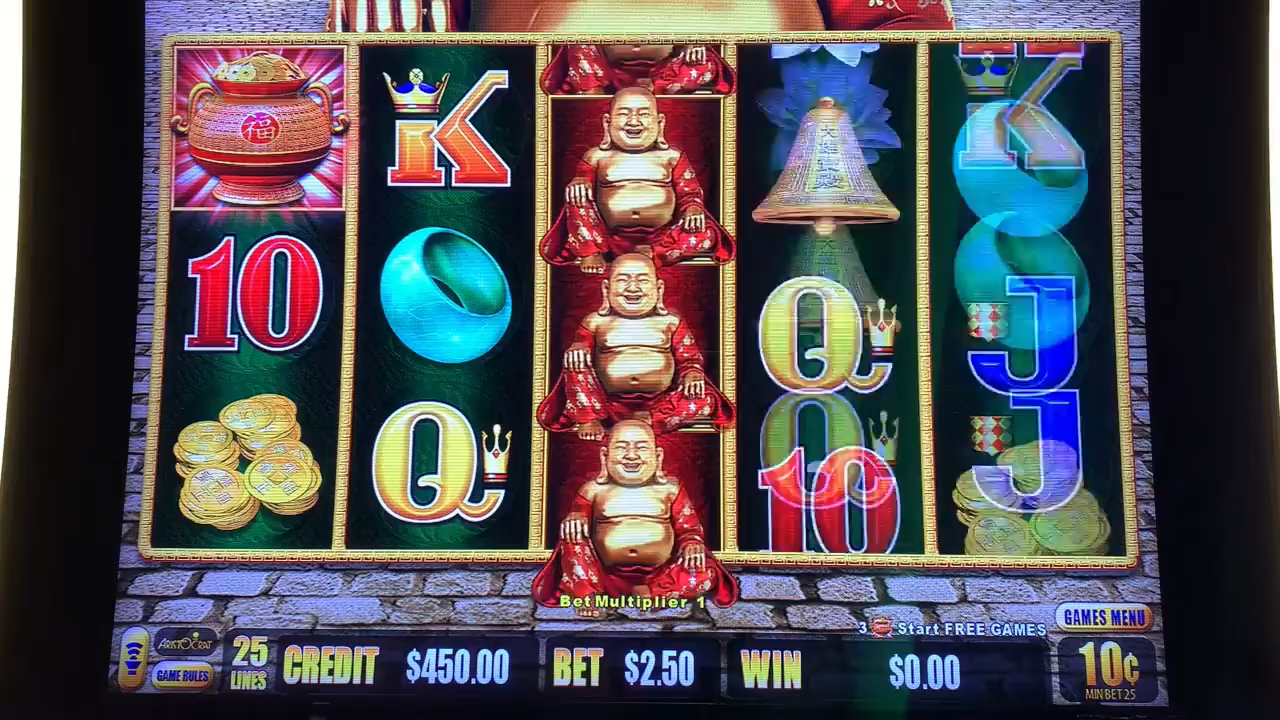 福
K
K
10
Q
J
Q
J
10
Bet Multiplier 1
3 Start FREE GAMES
GAMES MENU
ARISTOCRAT
GAME RULES
25 LINES
CREDIT $450.00
BET $2.50
WIN $0.00
10¢
MIN BET 25